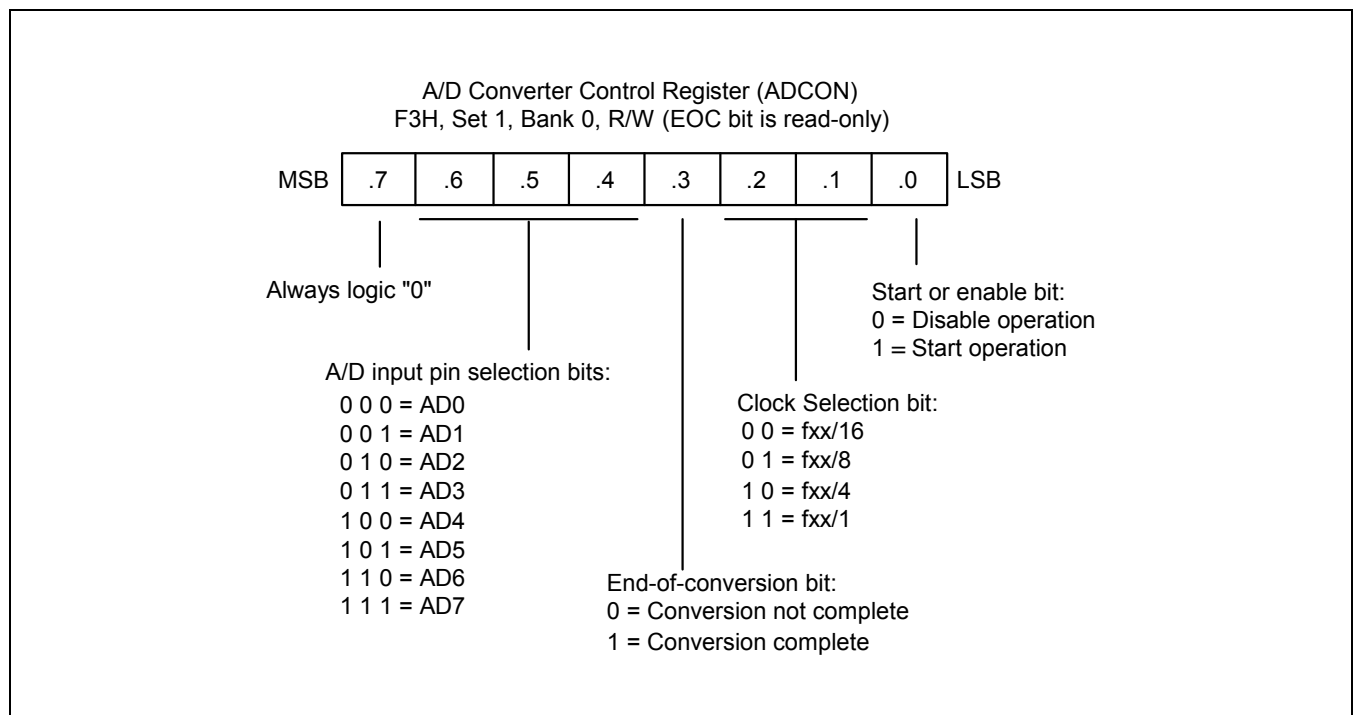 A/D Converter Control Register (ADCON)
F3H, Set 1, Bank 0, R/W (EOC bit is read-only)
MSB .7 .6 .5 .4 .3 .2 .1 .0 LSB
Always logic "0"
A/D input pin selection bits:
0 0 0 = AD0
0 0 1 = AD1
0 1 0 = AD2
0 1 1 = AD3
1 0 0 = AD4
1 0 1 = AD5
1 1 0 = AD6
1 1 1 = AD7
End-of-conversion bit:
0 = Conversion not complete
1 = Conversion complete
Clock Selection bit:
0 0 = fxx/16
0 1 = fxx/8
1 0 = fxx/4
1 1 = fxx/1
Start or enable bit:
0 = Disable operation
1 = Start operation